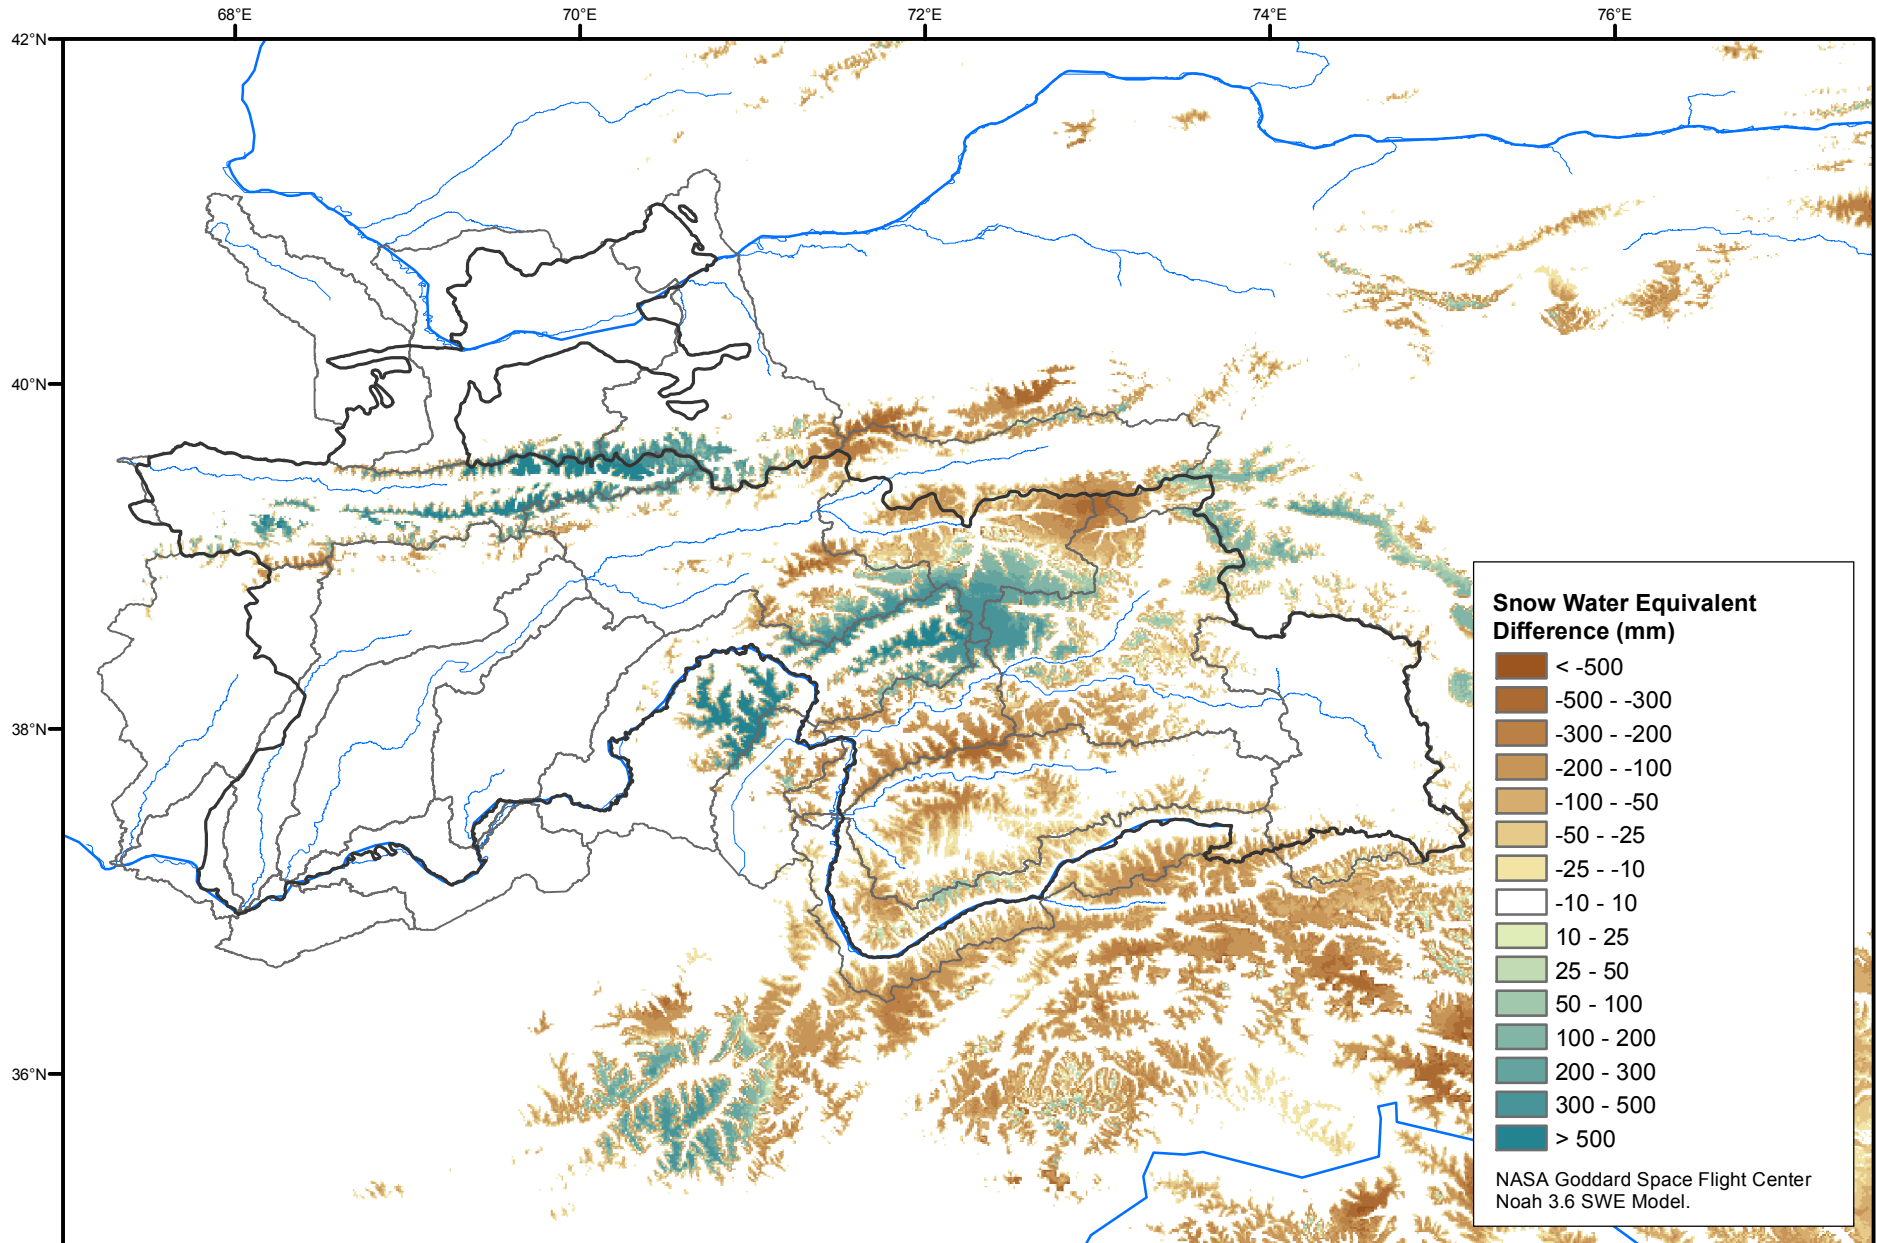 68°E
70°E
72°E
74°E
76°E
42°N
40°N
38°N
36°N
Snow Water Equivalent
Difference (mm)
< -500
-500 - -300
-300 - -200
-200 - -100
-100 - -50
-50 - -25
-25 - -10
-10 - 10
10 - 25
25 - 50
50 - 100
100 - 200
200 - 300
300 - 500
> 500
NASA Goddard Space Flight Center
Noah 3.6 SWE Model.